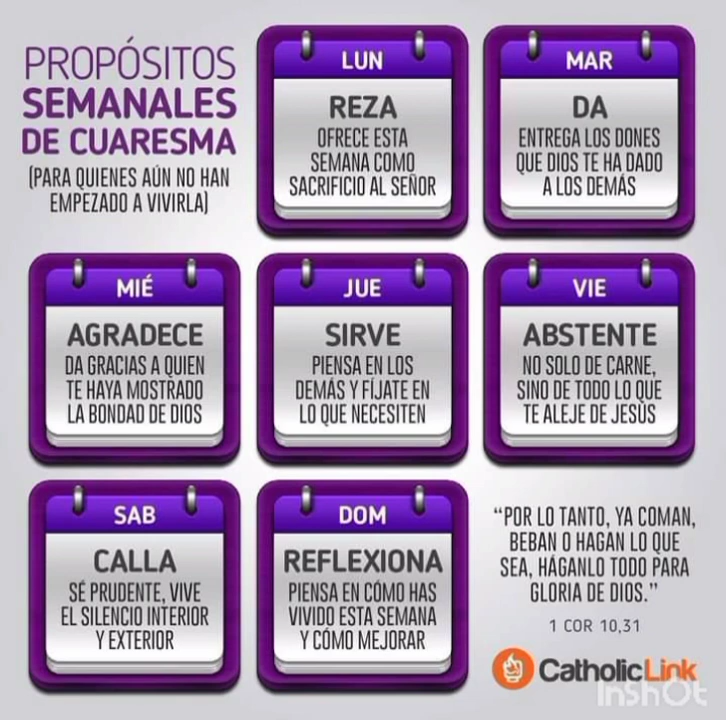 PROPÓSITOS
SEMANALES
DE CUARESMA
(PARA QUIENES AÚN NO HAN
EMPEZADO A VIVIRLA)
LUN
REZA
OFRECE ESTA
SEMANA COMO
SACRIFICIO AL SEÑOR
MAR
DA
ENTREGA LOS DONES
QUE DIOS TE HA DADO
A LOS DEMÁS
MIÉ
AGRADECE
DA GRACIAS A QUIEN
TE HAYA MOSTRADO
LA BONDAD DE DIOS
JUE
SIRVE
PIENSA EN LOS
DEMÁS Y FÍJATE EN
LO QUE NECESITEN
VIE
ABSTENTE
NO SOLO DE CARNE,
SINO DE TODO LO QUE
TE ALEJE DE JESÙS
SAB
CALLA
SÉ PRUDENTE, VIVE
EL SILENCIO INTERIOR
Y EXTERIOR
DOM
REFLEXIONA
PIENSA EN CÓMO HAS
VIVIDO ESTA SEMANA
Y CÓMO MEJORAR
“POR LO TANTO, YA COMAN,
BEBAN O HAGAN LO QUE
SEA, HÁGANLO TODO PARA
GLORIA DE DIOS.”
1 COR 10,31
CatholicLink
InShOt